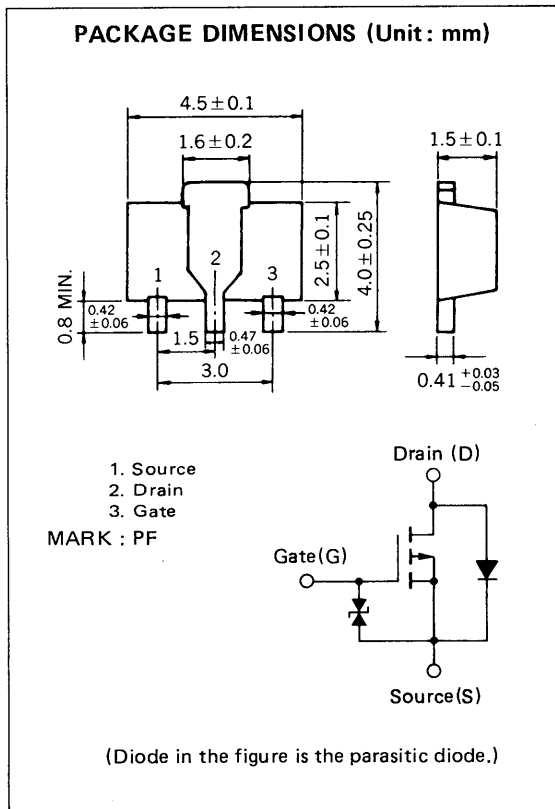 PACKAGE DIMENSIONS (Unit : mm)
4.5 ± 0.1
1.6 ± 0.2
1.5 ± 0.1
2.5 ± 0.1
4.0 ± 0.25
0.8 MIN.
1
2
3
0.42
±0.06
1.5
0.47
±0.06
0.42
±0.06
3.0
0.41 +0.03
−0.05
1. Source
2. Drain
3. Gate
MARK : PF
Drain (D)
Gate(G)
Source(S)
(Diode in the figure is the parasitic diode.)